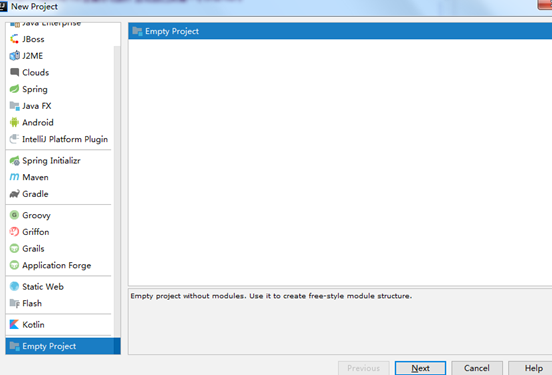 New Project
Java Enterprise
JBoss
J2ME
Clouds
Spring
Java FX
Android
IntelliJ Platform Plugin
Spring Initializr
Maven
Gradle
Groovy
Griffon
Grails
Application Forge
Static Web
Flash
Kotlin
Empty Project
Empty Project
Empty project without modules. Use it to create free-style module structure.
Previous
Next
Cancel
Help